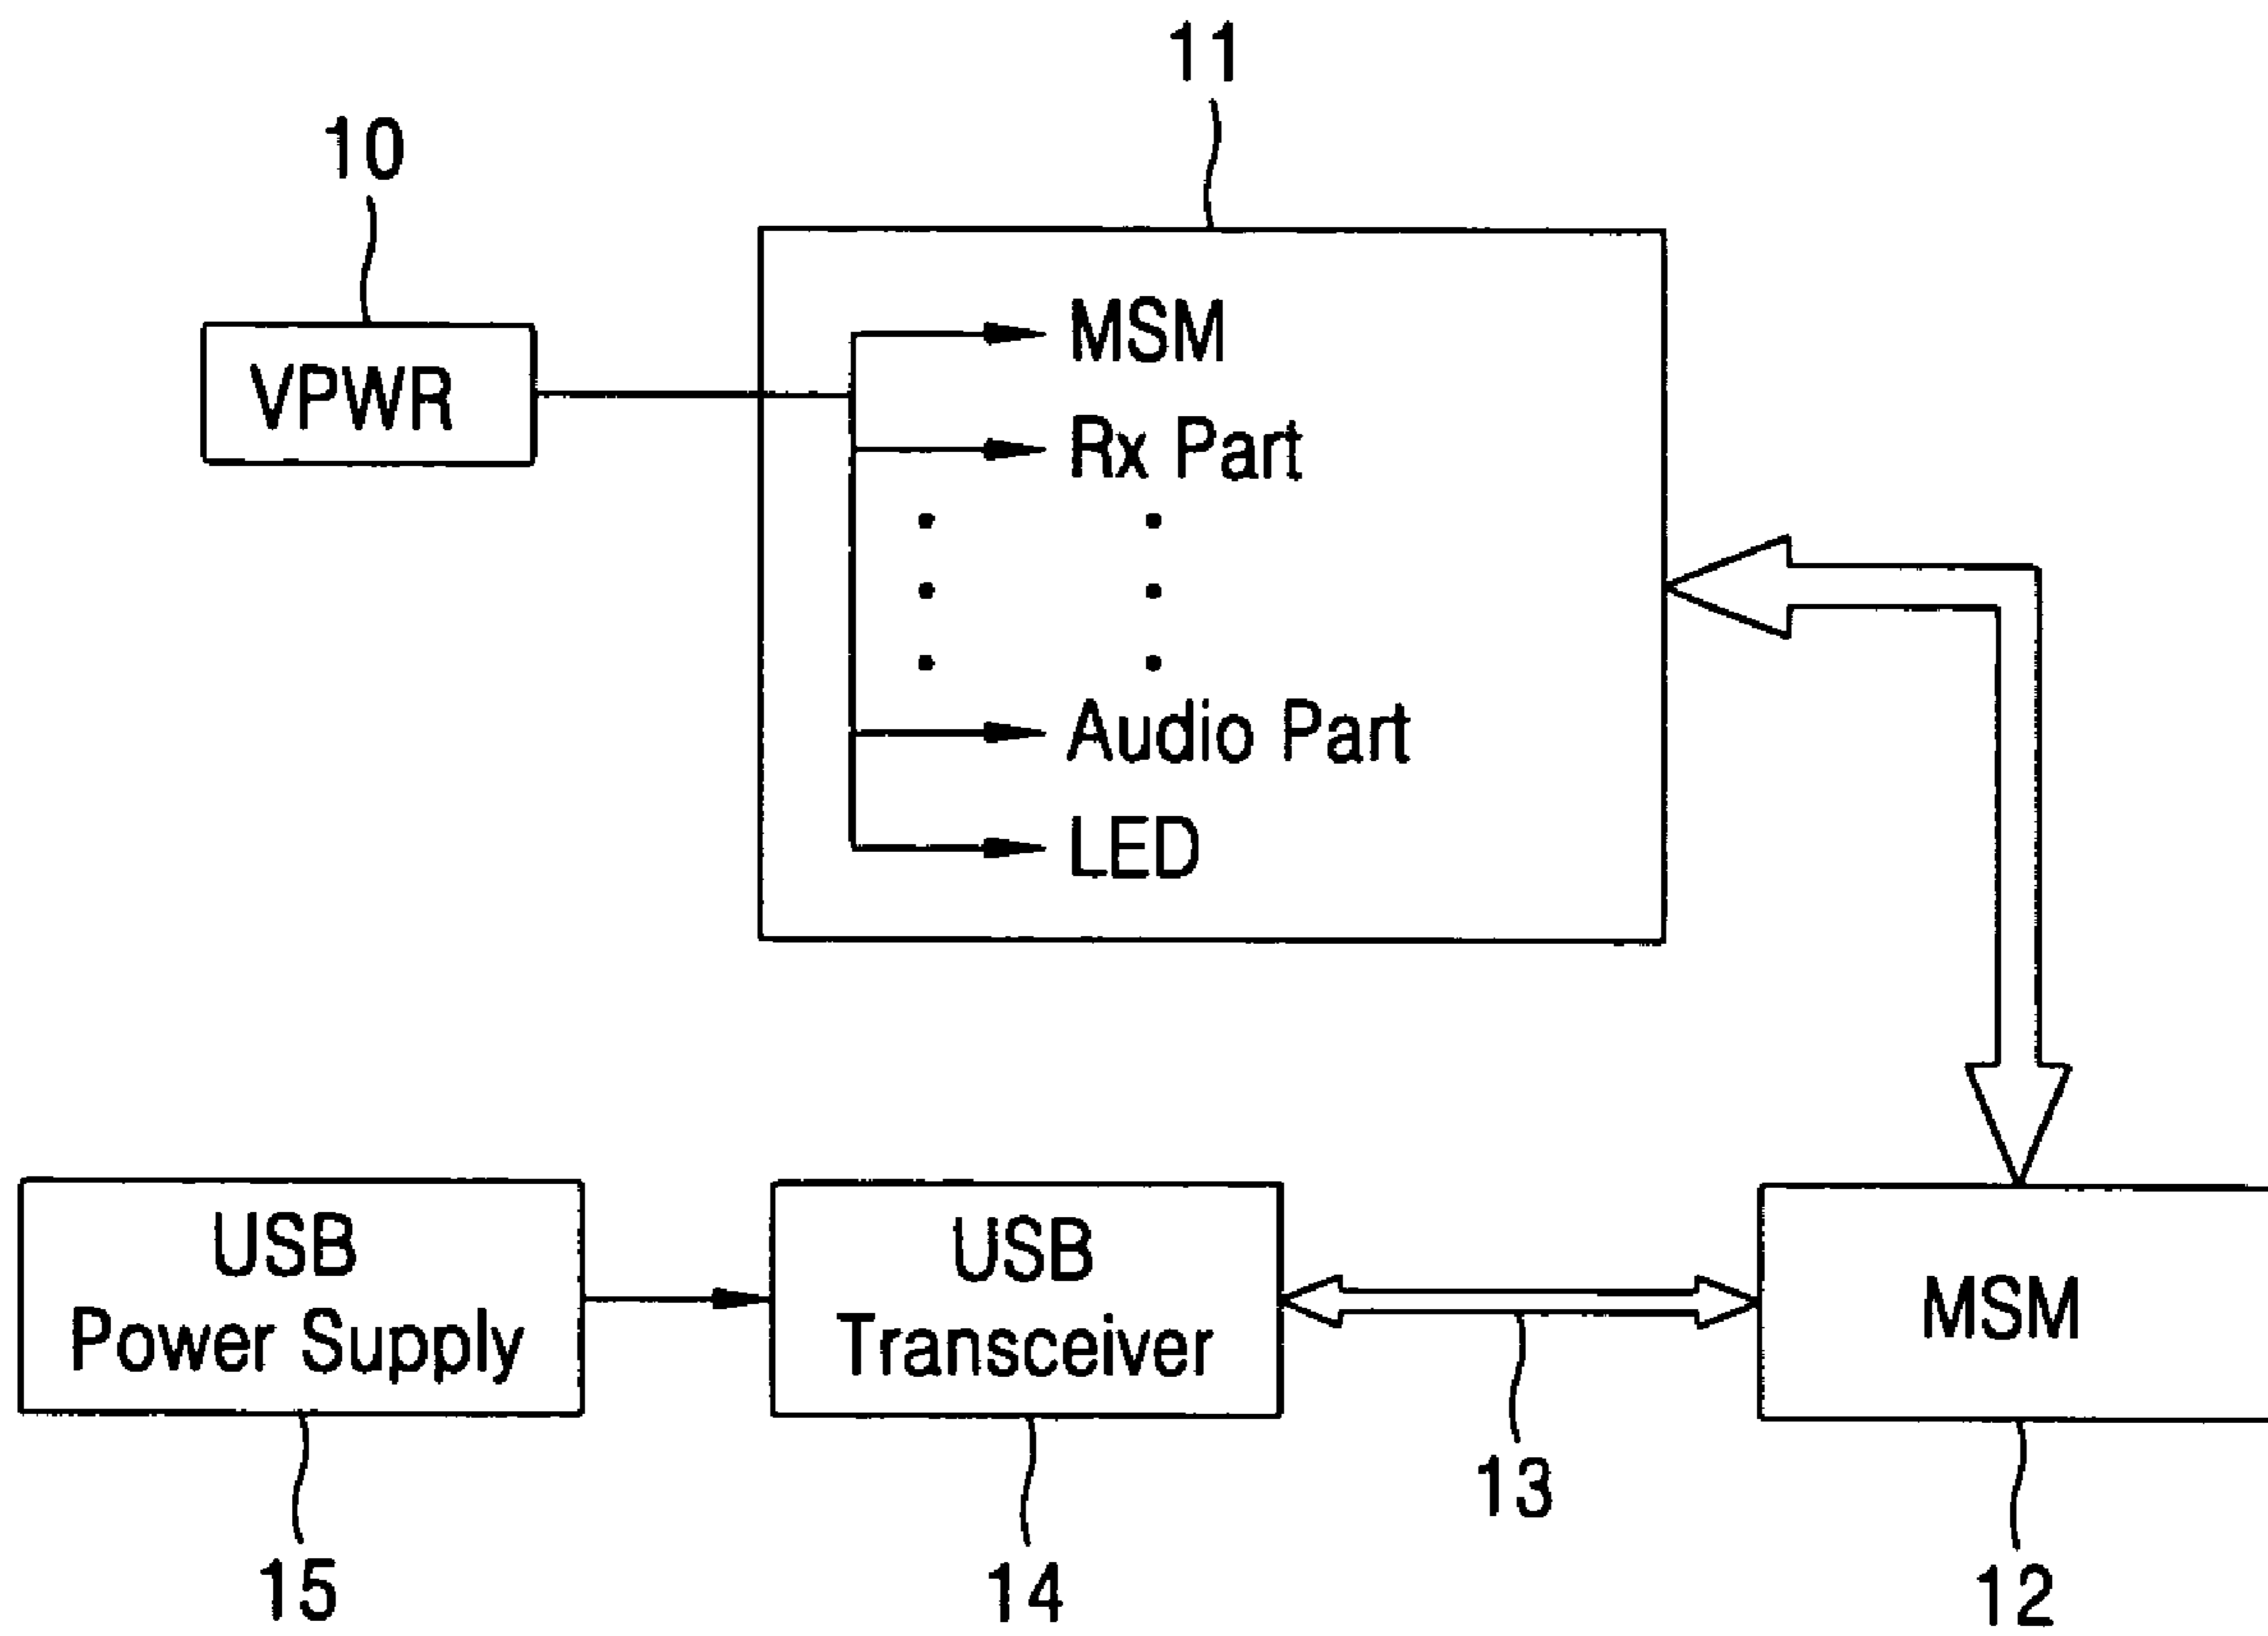 11
10
VPWR
MSM
Rx Part
Audio Part
LED
USB
Power Supply
USB
Transceiver
MSM
13
15
14
12